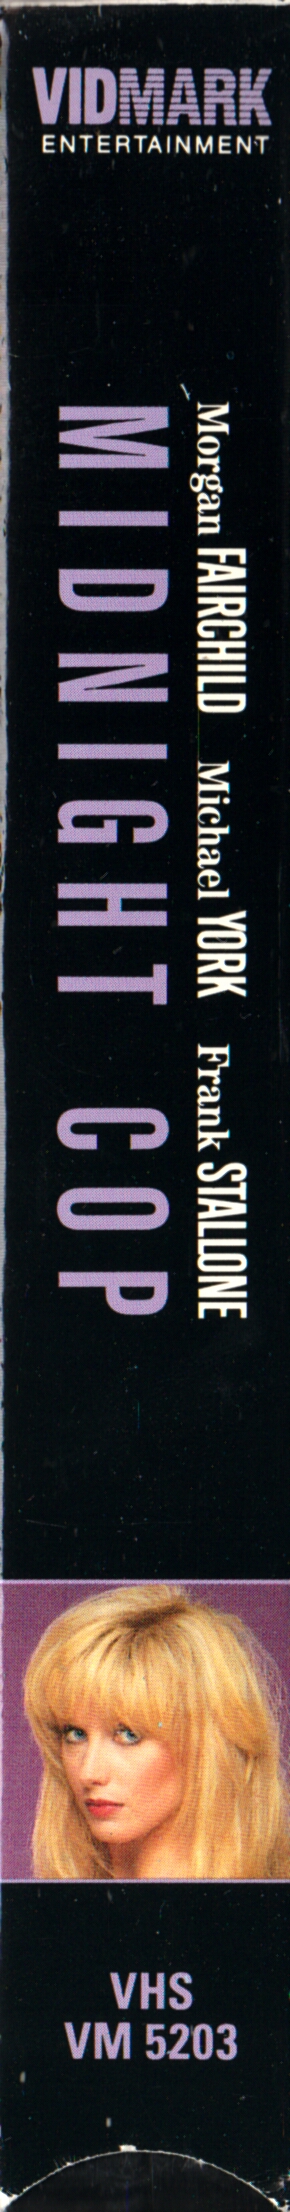 VIDMARK
ENTERTAINMENT
Morgan FAIRCHILD Michael YORK Frank STALLONE
MIDNIGHT COP
VHS
VM 5203